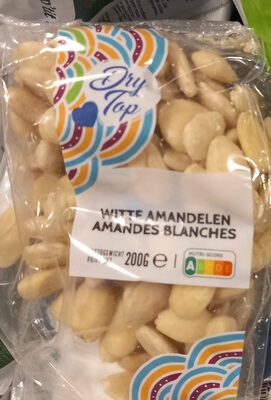 Dry
Top
WITTE AMANDELEN
AMANDES BLANCHES
200G e
NUTRI-SCORE
A D E